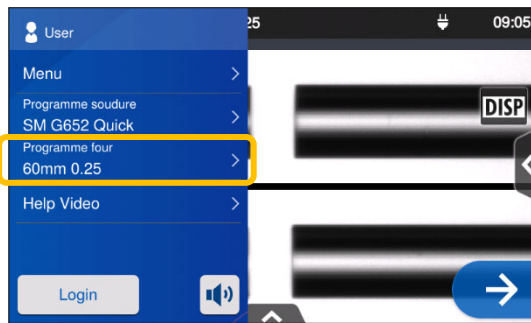 User
25
09:05
Menu
Programme soudure
SM G652 Quick
DISP
Programme four
60mm 0.25
Help Video
Login